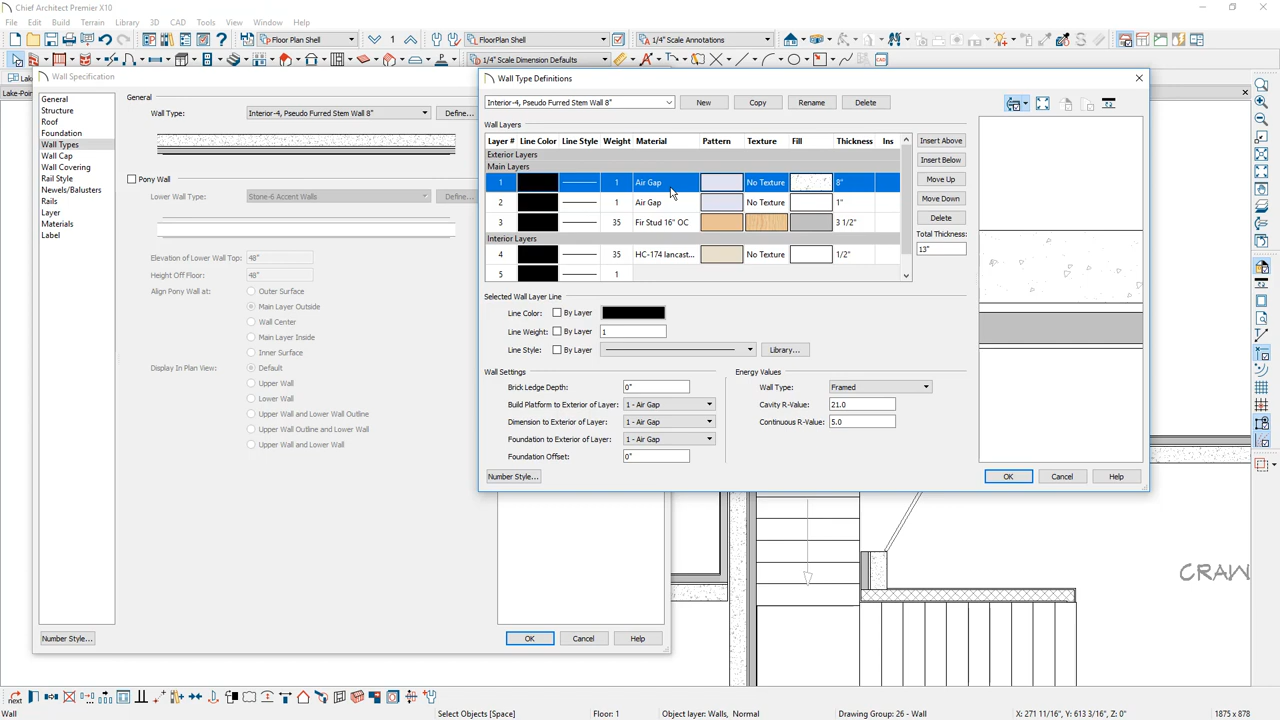 Chief Architect Premier X10
File Edit Build Terrain Library 3D CAD Tools View Window Help
Floor Plan Shell FloorPlan Shell 1/4" Scale Annotations
1/4" Scale Dimension Defaults
Wall Specification
General
Structure
Roof
Foundation
Wall Types
Wall Cap
Wall Covering
Rail Style
Newels/Balusters
Rails
Layer
Materials
Label
General
Wall Type: Interior-4, Pseudo Furred Stem Wall 8" Define...
Pony Wall
Lower Wall Type: Stone-6 Accent Walls Define...
Elevation of Lower Wall Top: 48"
Height Off Floor: 48"
Align Pony Wall at: Outer Surface
Main Layer Outside
Wall Center
Main Layer Inside
Inner Surface
Display In Plan View: Default
Upper Wall
Lower Wall
Upper Wall and Lower Wall Outline
Upper Wall Outline and Lower Wall
Upper Wall and Lower Wall
Number Style... OK Cancel Help
Wall Type Definitions
Interior-4, Pseudo Furred Stem Wall 8" New Copy Rename Delete
Wall Layers
Layer # Line Color Line Style Weight Material Pattern Texture Fill Thickness Ins
Exterior Layers
Main Layers
1 1 Air Gap No Texture 8"
2 1 Air Gap No Texture 1"
3 35 Fir Stud 16" OC 3 1/2"
Interior Layers
4 35 HC-174 lancast... No Texture 1/2"
5 1
Insert Above
Insert Below
Move Up
Move Down
Delete
Total Thickness:
13"
Selected Wall Layer Line
Line Color: By Layer
Line Weight: By Layer 1
Line Style: By Layer Library...
Wall Settings
Brick Ledge Depth: 0"
Build Platform to Exterior of Layer: 1 - Air Gap
Dimension to Exterior of Layer: 1 - Air Gap
Foundation to Exterior of Layer: 1 - Air Gap
Foundation Offset: 0"
Energy Values
Wall Type: Framed
Cavity R-Value: 21.0
Continuous R-Value: 5.0
Number Style... OK Cancel Help
CRAW
Wall Select Objects [Space] Floor: 1 Object layer: Walls, Normal Drawing Group: 26 - Wall X: 271 11/16", Y: 613 3/16", Z: 0" 1875 x 878